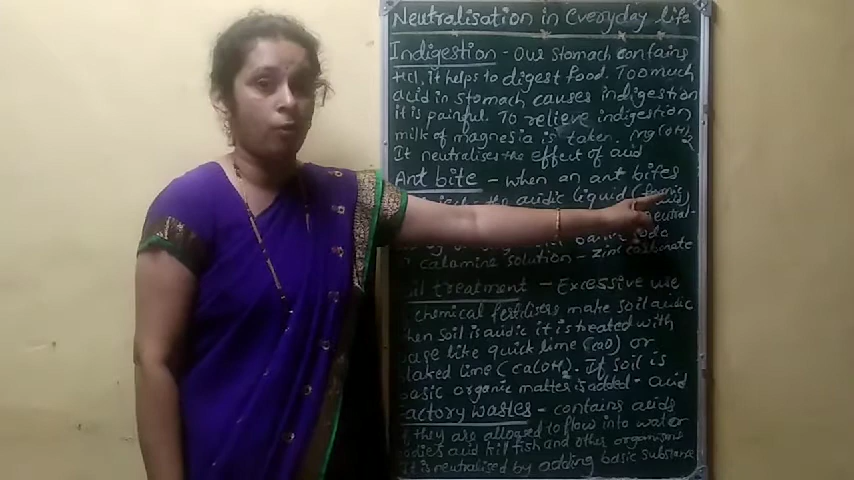 Neutralisation in Everyday life
Indigestion - Our stomach contains
HCl, it helps to digest food. Too much
acid in stomach causes indigestion
it is painful. To relieve indigestion
milk of magnesia is taken. Mg(OH)2
It neutralises the effect of acid
Ant bite - when an ant bites
the acidic liquid (formic
acid)
neutral-
baking soda
calamine solution - zinc carbonate
treatment - Excessive use
chemical fertilisers make soil acidic
when soil is acidic it is treated with
base like quick lime (CaO) or
slaked lime (Ca(OH)2. If soil is
basic organic matter is added - acid
Factory wastes - contains acids
If they are allowed to flow into water
bodies acid kill fish and other organisms
It is neutralised by adding basic substance